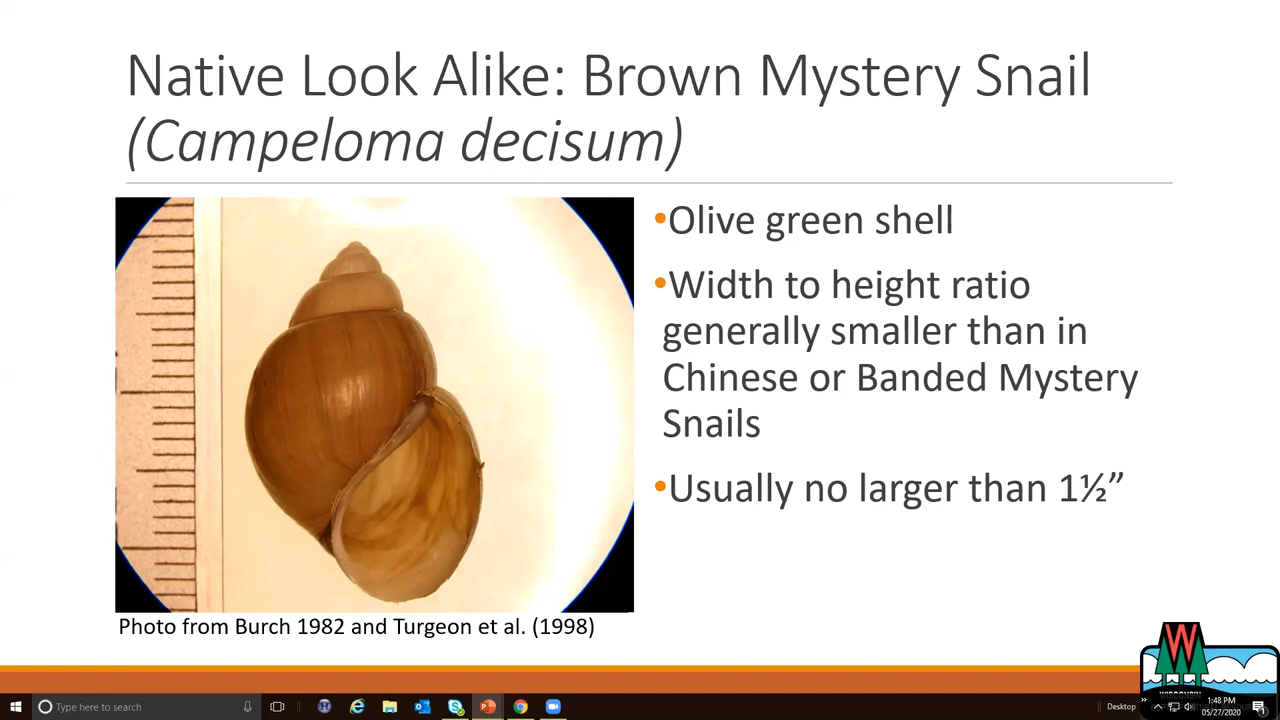 Native Look Alike: Brown Mystery Snail
(Campeloma decisum)
•Olive green shell
•Width to height ratio
generally smaller than in
Chinese or Banded Mystery
Snails
•Usually no larger than 1½”
Photo from Burch 1982 and Turgeon et al. (1998)
W
WISCONSIN
Type here to search
Desktop
1:48 PM
05/27/2020